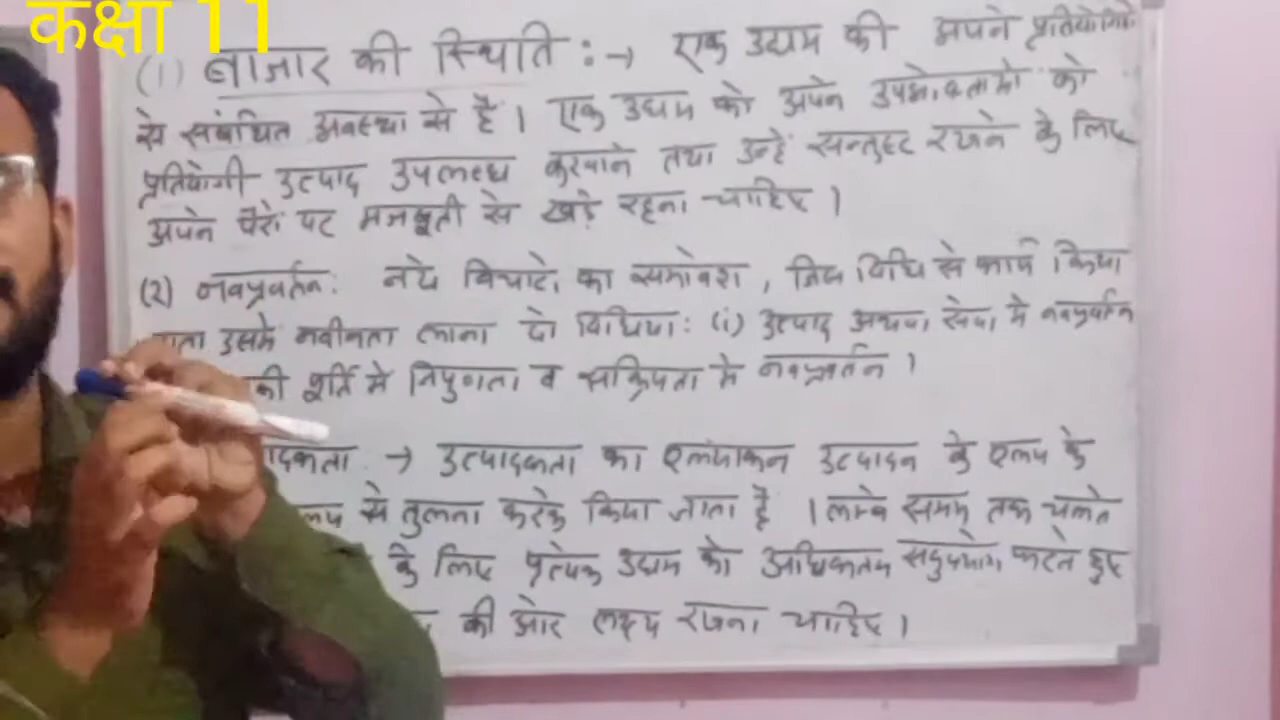 कक्षा 11
(1) बाजार की स्थिति :→ एक उद्यम की अपने प्रतियोगी
से संबंधित अवस्था से है । एक उद्यम को अपने उपभोक्ताओ को
प्रतियोगी उत्पाद उपलब्ध करवाने तथा उन्हें सन्तुष्ट रखने के लिए
अपने पैरों पर मजबूती से खड़े रहना चाहिए ।
(2) नवप्रवर्तन: नये विचारो का समावेश , जिस विधि से कार्य किया
उसमे नवीनता लाना दो विधिया: (i) उत्पाद अथवा सेवा मे नवप्रर्वतन
की पूर्ति मे निपुणता व सक्रियता मे नवप्रवर्तन ।
→ उत्पादकता का मूल्यांकन उत्पादन के मूल्य के
से तुलना करके किया जाता है । लम्बे समय तक चलने
के लिए प्रत्येक उद्यम को अधिकतम सदुपयोग करते हुए
की ओर लक्ष्य रखना चाहिए ।